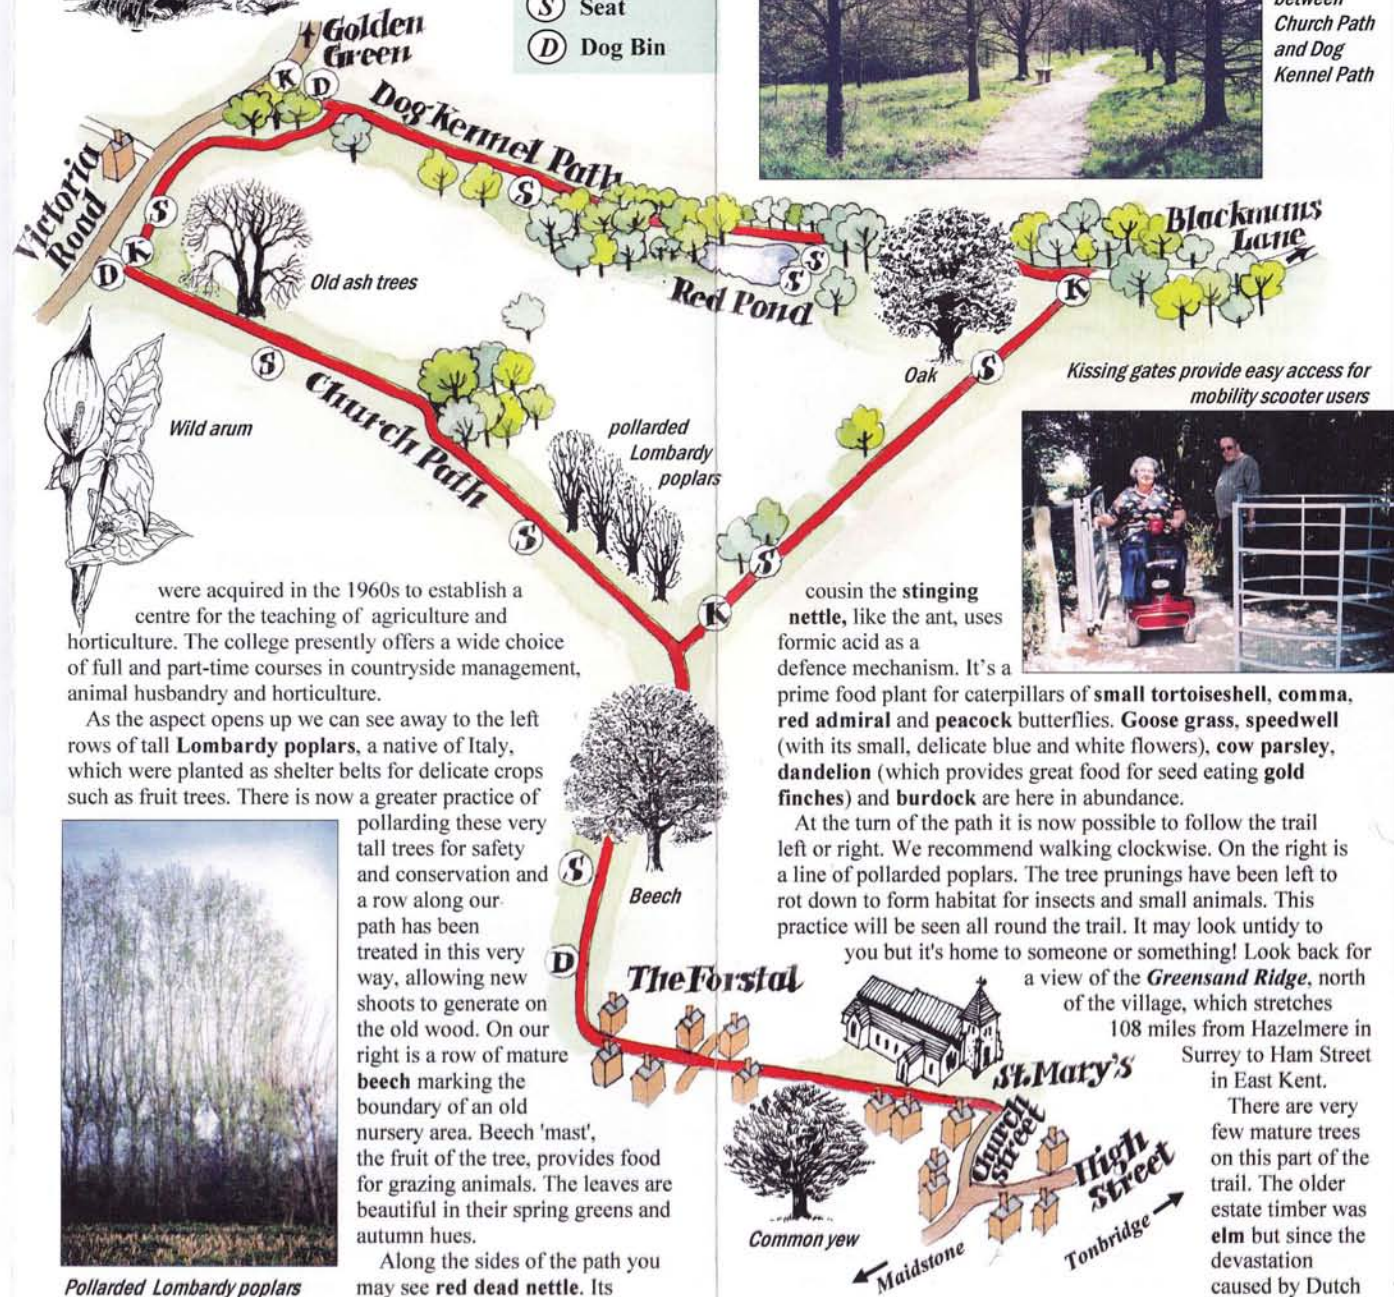 Golden
Green
S Seat
D Dog Bin
between
Church Path
and Dog
Kennel Path
K
D
Dog Kennel Path
Victoria
Road
S
K
D
S
Old ash trees
Red Pond
S
S
Oak
Blackmans
Lane
K
S
Kissing gates provide easy access for
mobility scooter users
Wild arum
S
Church Path
pollarded
Lombardy
poplars
S
S
K
were acquired in the 1960s to establish a
centre for the teaching of agriculture and
horticulture. The college presently offers a wide choice
of full and part-time courses in countryside management,
animal husbandry and horticulture.
As the aspect opens up we can see away to the left
rows of tall Lombardy poplars, a native of Italy,
which were planted as shelter belts for delicate crops
such as fruit trees. There is now a greater practice of
pollarding these very
tall trees for safety
and conservation and
a row along our
path has been
treated in this very
way, allowing new
shoots to generate on
the old wood. On our
right is a row of mature
beech marking the
boundary of an old
nursery area. Beech 'mast',
the fruit of the tree, provides food
for grazing animals. The leaves are
beautiful in their spring greens and
autumn hues.
Along the sides of the path you
may see red dead nettle. Its
Pollarded Lombardy poplars
S
Beech
D
The Forstal
St. Mary's
Church
Street
High
Street
Common yew
Maidstone
Tonbridge
cousin the stinging
nettle, like the ant, uses
formic acid as a
defence mechanism. It's a
prime food plant for caterpillars of small tortoiseshell, comma,
red admiral and peacock butterflies. Goose grass, speedwell
(with its small, delicate blue and white flowers), cow parsley,
dandelion (which provides great food for seed eating gold
finches) and burdock are here in abundance.
At the turn of the path it is now possible to follow the trail
left or right. We recommend walking clockwise. On the right is
a line of pollarded poplars. The tree prunings have been left to
rot down to form habitat for insects and small animals. This
practice will be seen all round the trail. It may look untidy to
you but it's home to someone or something! Look back for
a view of the Greensand Ridge, north
of the village, which stretches
108 miles from Hazelmere in
Surrey to Ham Street
in East Kent.
There are very
few mature trees
on this part of the
trail. The older
estate timber was
elm but since the
devastation
caused by Dutch